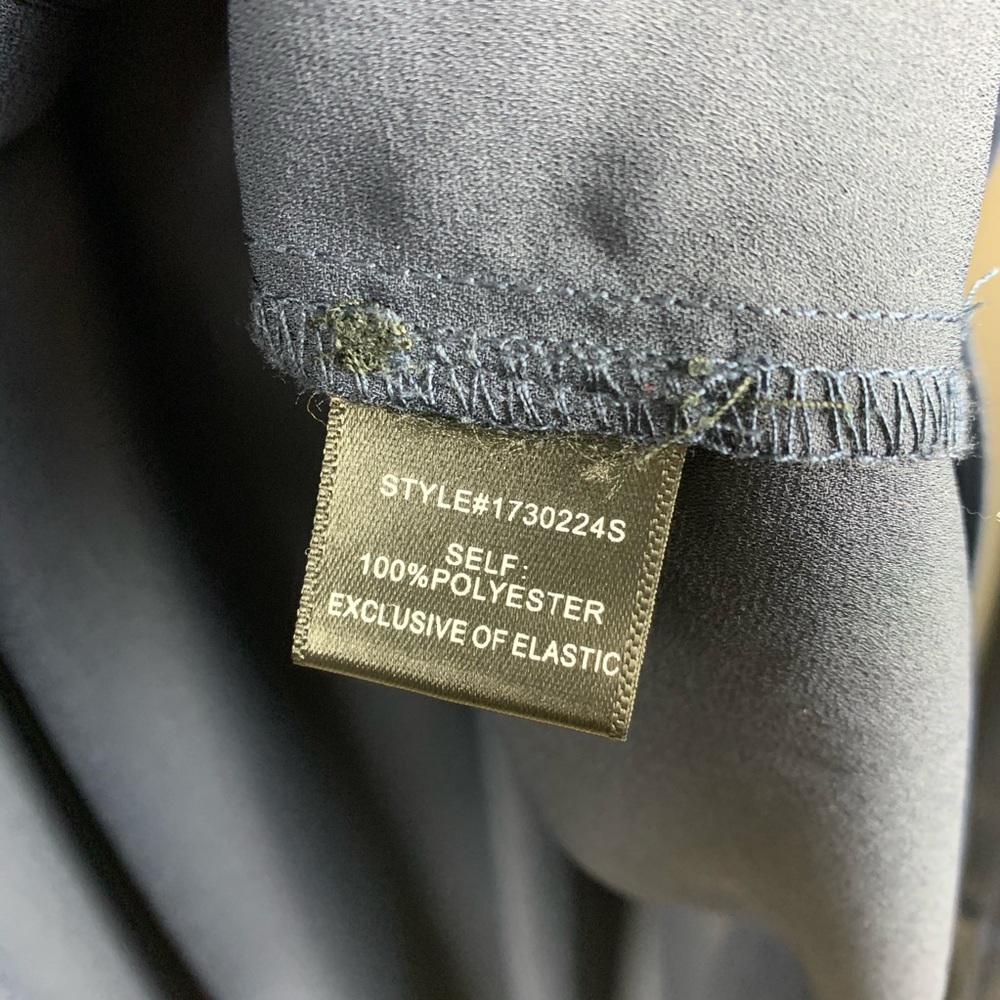 STYLE#1730224S
SELF:
100%POLYESTER
EXCLUSIVE OF ELASTIC